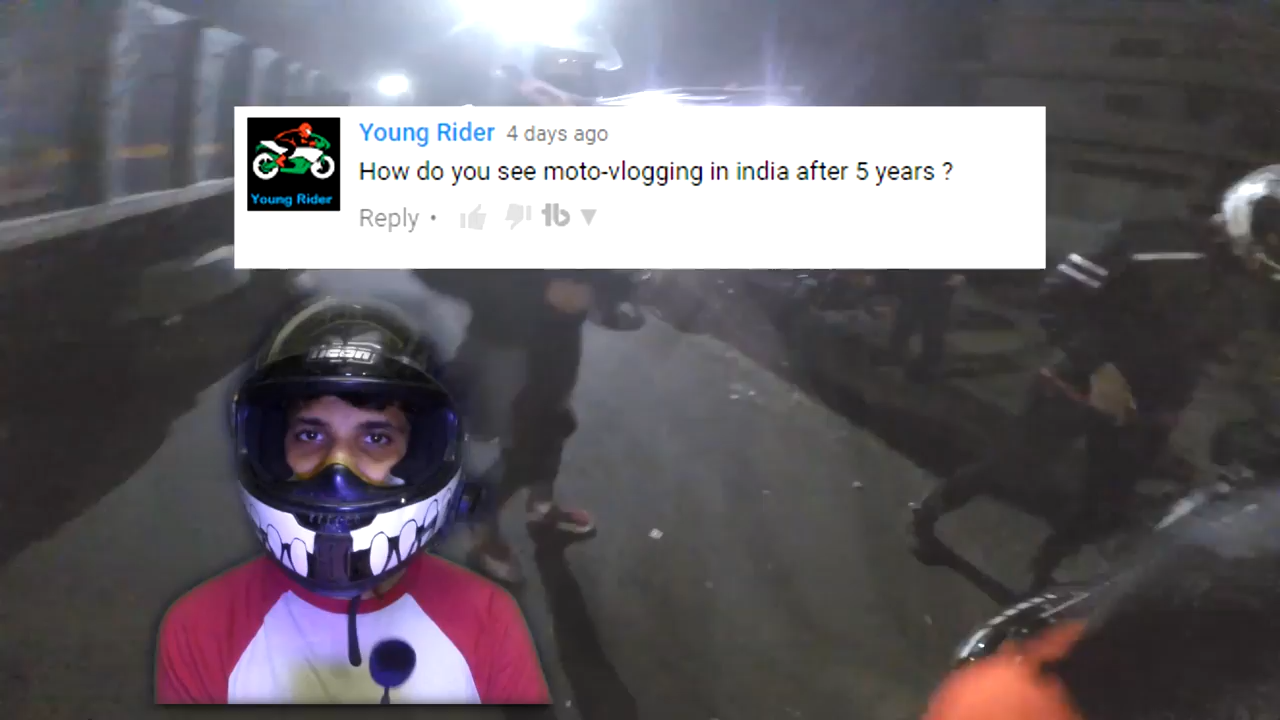 Young Rider 4 days ago
How do you see moto-vlogging in india after 5 years ?
Young Rider
Reply •
ICON